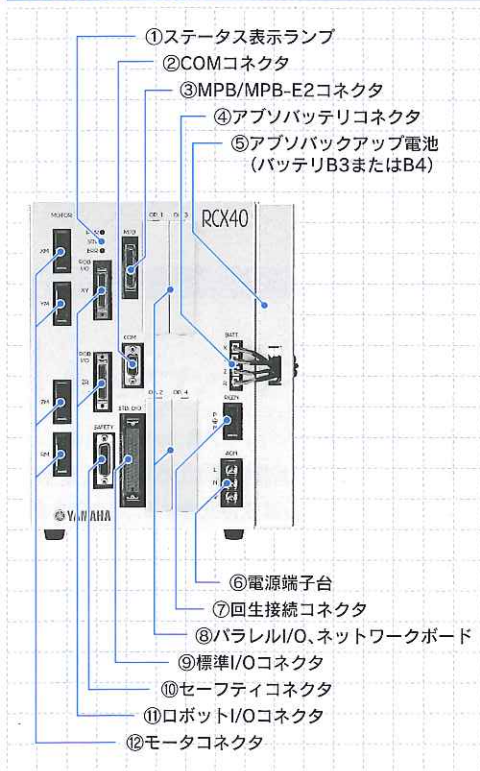 ①ステータス表示ランプ
②COMコネクタ
③MPB/MPB-E2コネクタ
④アブソバッテリコネクタ
⑤アブソバックアップ電池
(バッテリB3またはB4)
RCX40
MOTOR
OP. 1
OP. 3
MPB
ERR
XM
ROB
I/O
XY
YM
COM
BATT
X
Z
R
ROB
I/O
ZR
ZM
OP. 2
OP. 4
STD. DIO
SAFETY
RGEN
P
N
RM
ACIN
L
N
YAMAHA
⑥電源端子台
⑦回生接続コネクタ
⑧パラレルI/O、ネットワークボード
⑨標準I/Oコネクタ
⑩セーフティコネクタ
⑪ロボットI/Oコネクタ
⑫モータコネクタ